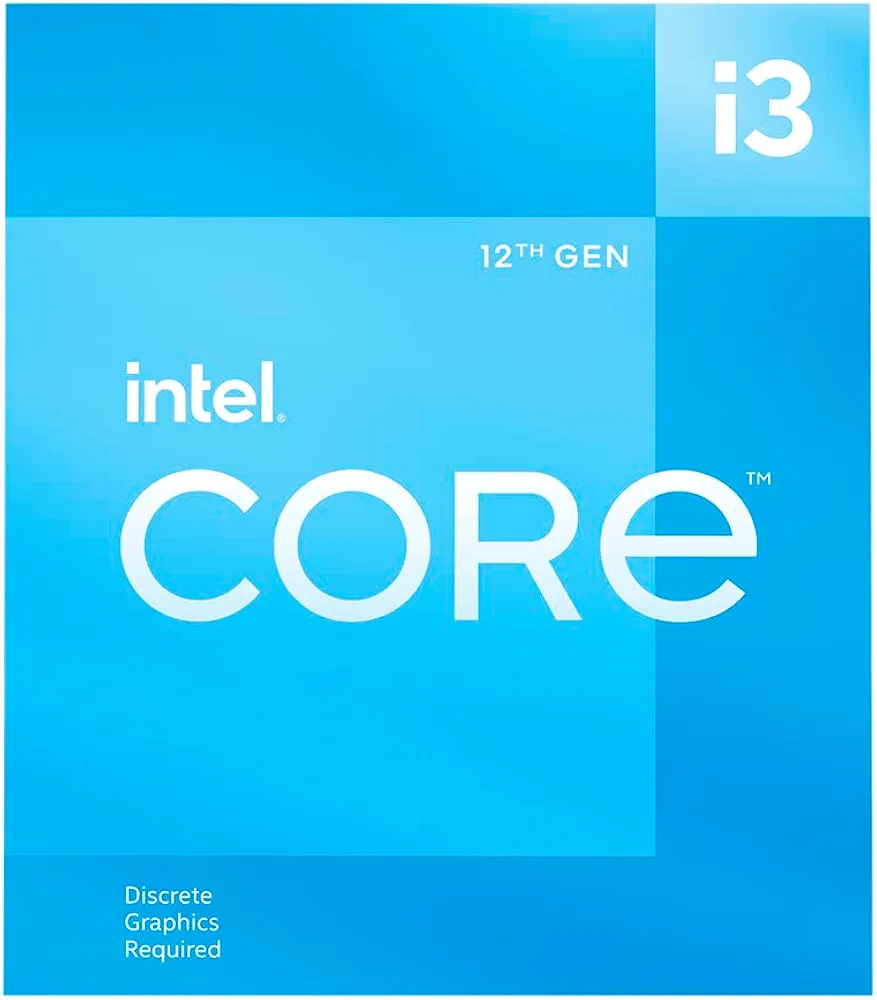 i3
12TH GEN
intel®
CORE™
Discrete
Graphics
Required